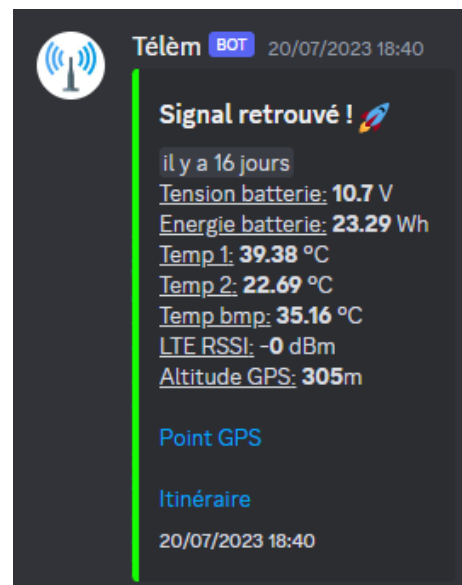 Télèm BOT 20/07/2023 18:40
Signal retrouvé ! 🚀
il y a 16 jours
Tension batterie: 10.7 V
Energie batterie: 23.29 Wh
Temp 1: 39.38 °C
Temp 2: 22.69 °C
Temp bmp: 35.16 °C
LTE RSSI: -0 dBm
Altitude GPS: 305m
Point GPS
Itinéraire
20/07/2023 18:40